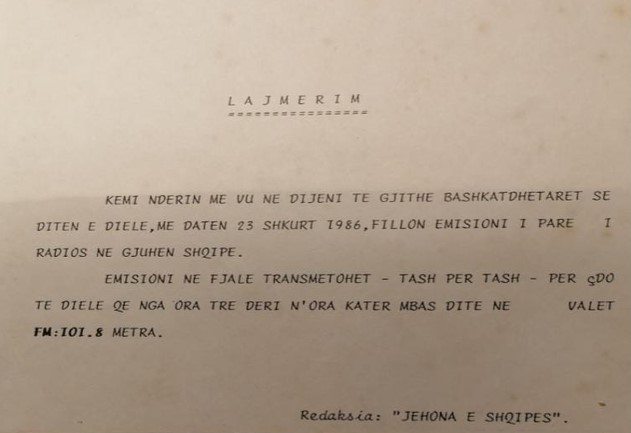 L A J M E R I M
================
KEMI NDERIN ME VU NE DIJENI TE GJITHE BASHKATDHETARET SE
DITEN E DIELE,ME DATEN 23 SHKURT I986,FILLON EMISIONI I PARE I
RADIOS NE GJUHEN SHQIPE.
EMISIONI NE FJALE TRANSMETOHET - TASH PER TASH - PER çDO
TE DIELE QE NGA ORA TRE DERI N'ORA KATER MBAS DITE NE VALET
FM:IOI.8 METRA.
Redaksia: "JEHONA E SHQIPES".